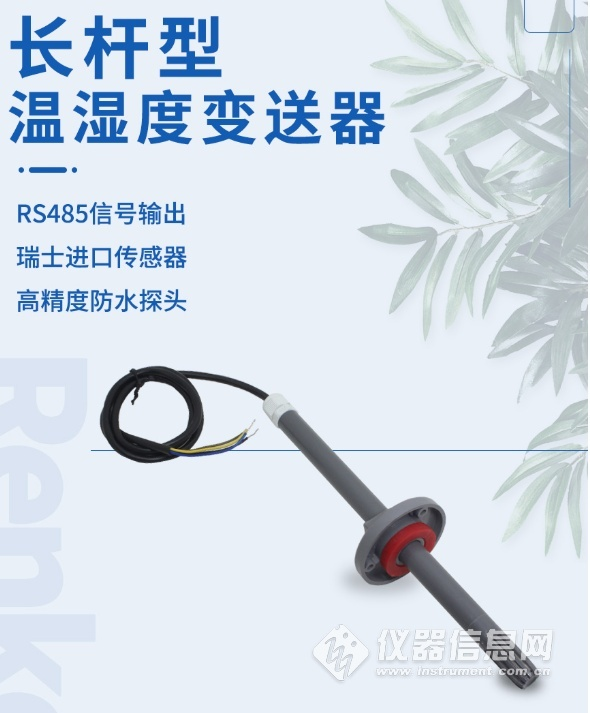 长杆型
温湿度变送器
RS485信号输出
瑞士进口传感器
高精度防水探头
Renke
仪器信息网
www.instrument.com.cn